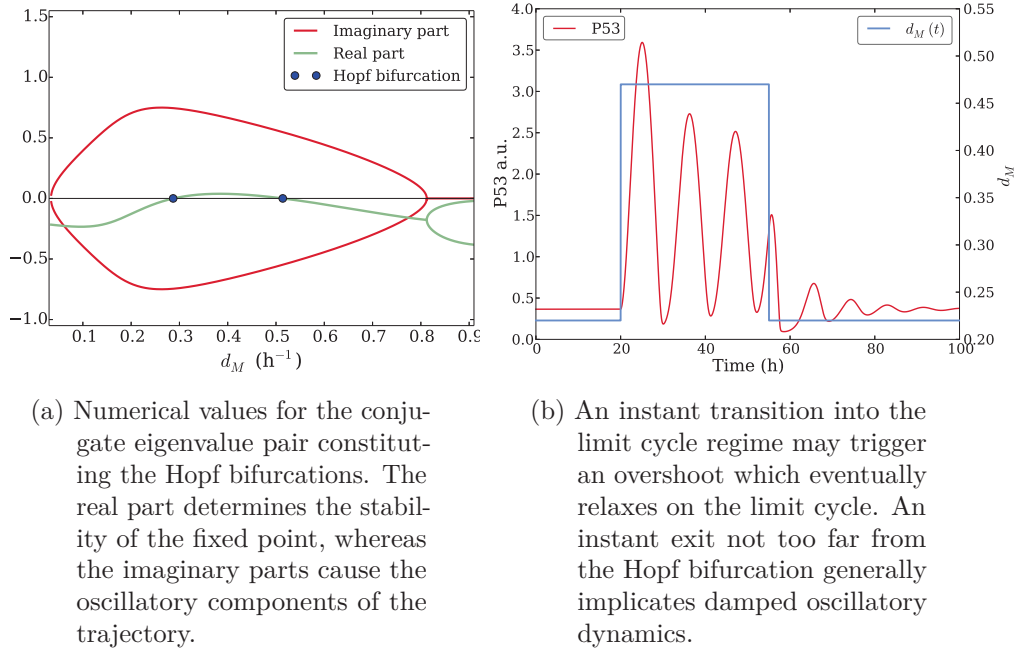 1.5
1.0
0.5
0.0
−0.5
−1.0
0.1 0.2 0.3 0.4 0.5 0.6 0.7 0.8 0.9
d_M (h⁻¹)
Imaginary part
Real part
Hopf bifurcation
4.0
3.5
3.0
2.5
2.0
1.5
1.0
0.5
0.0
P53 a.u.
P53
d_M(t)
0.55
0.50
0.45
0.40
0.35
0.30
0.25
0.20
d_M
0 20 40 60 80 100
Time (h)
(a) Numerical values for the conju-
gate eigenvalue pair constitut-
ing the Hopf bifurcations. The
real part determines the stabil-
ity of the fixed point, whereas
the imaginary parts cause the
oscillatory components of the
trajectory.
(b) An instant transition into the
limit cycle regime may trigger
an overshoot which eventually
relaxes on the limit cycle. An
instant exit not too far from
the Hopf bifurcation generally
implicates damped oscillatory
dynamics.